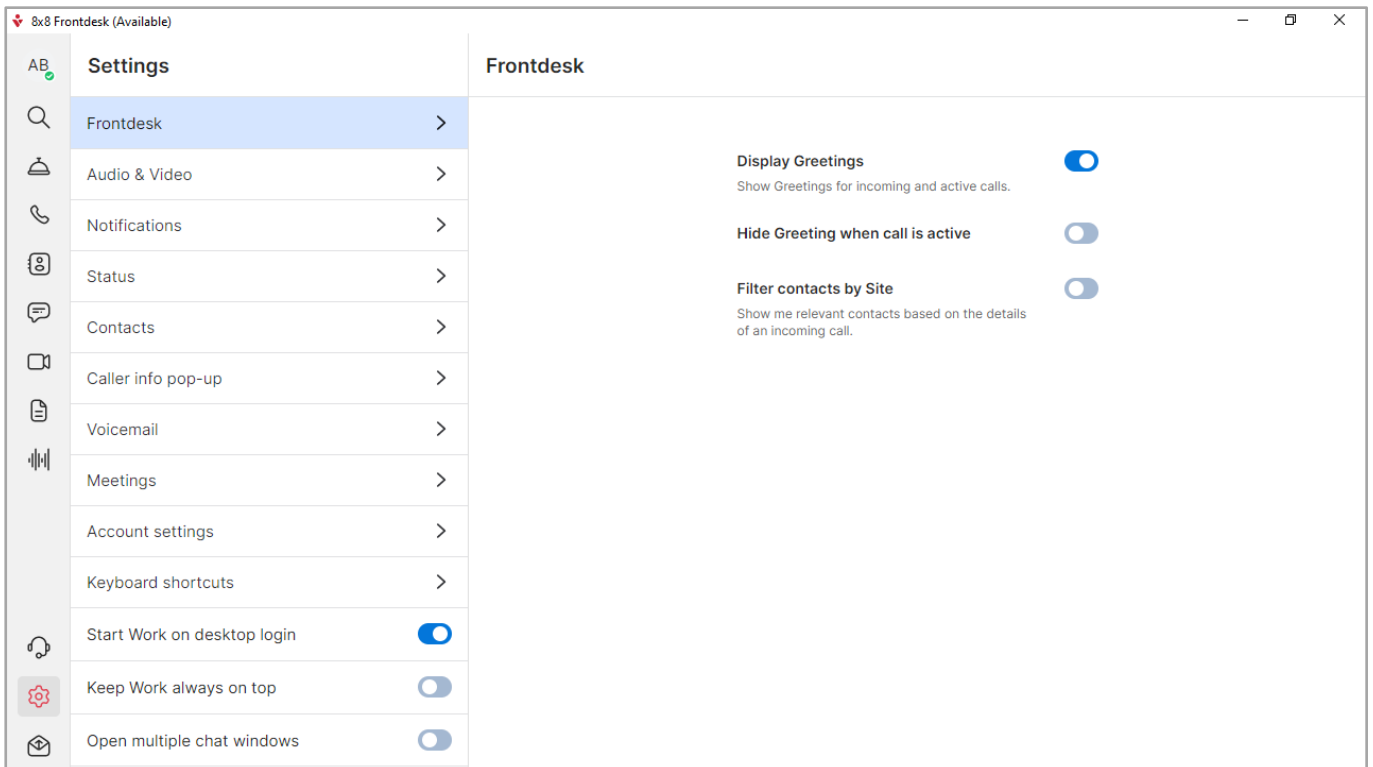 8x8 Frontdesk (Available)
AB
Settings
Frontdesk
Audio & Video
Notifications
Status
Contacts
Caller info pop-up
Voicemail
Meetings
Account settings
Keyboard shortcuts
Start Work on desktop login
Keep Work always on top
Open multiple chat windows
Frontdesk
Display Greetings
Show Greetings for incoming and active calls.
Hide Greeting when call is active
Filter contacts by Site
Show me relevant contacts based on the details
of an incoming call.